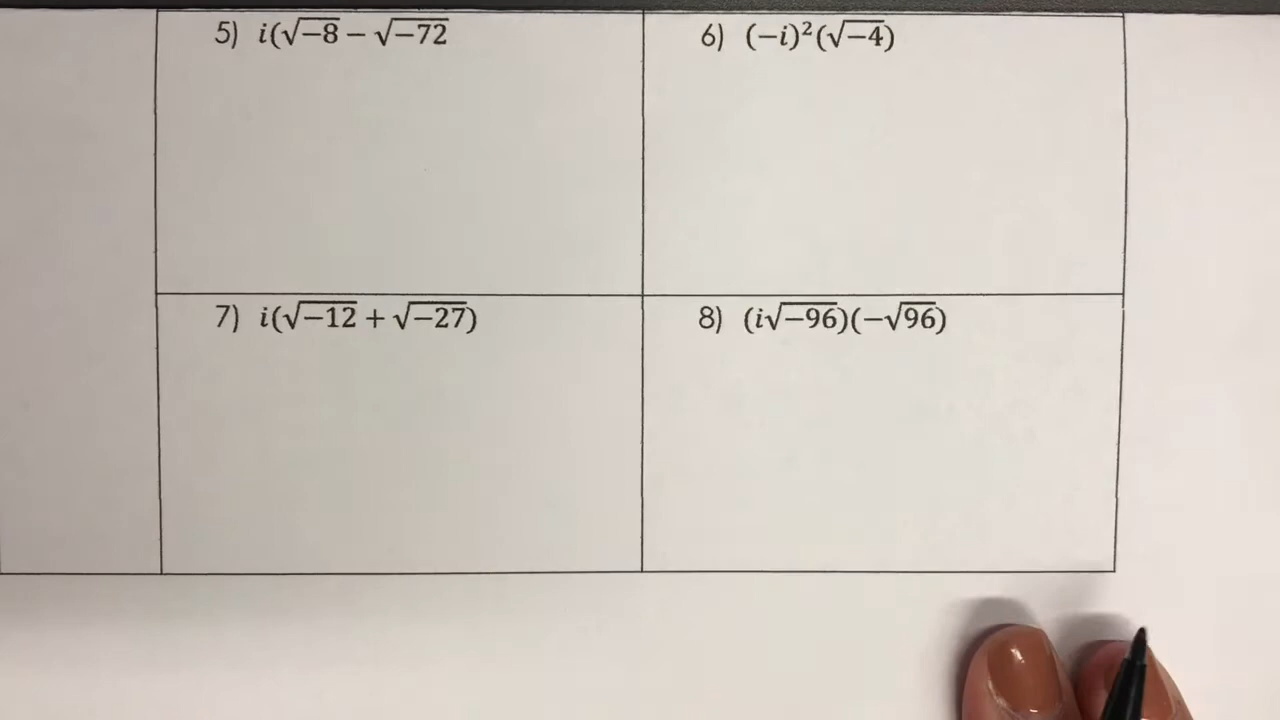 5) i(√−8 − √−72
6) (−i)²(√−4)
7) i(√−12 + √−27)
8) (i√−96)(−√96)